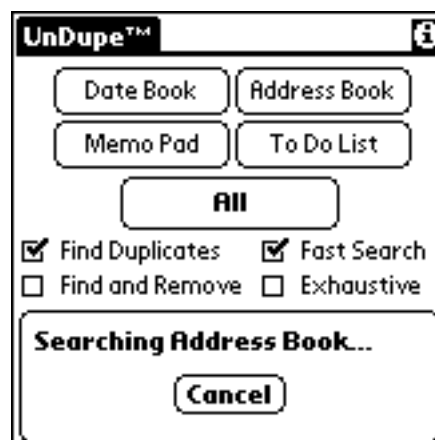 UnDupe™ i
Date Book Address Book
Memo Pad To Do List
All
Find Duplicates Fast Search
Find and Remove Exhaustive
Searching Address Book...
Cancel